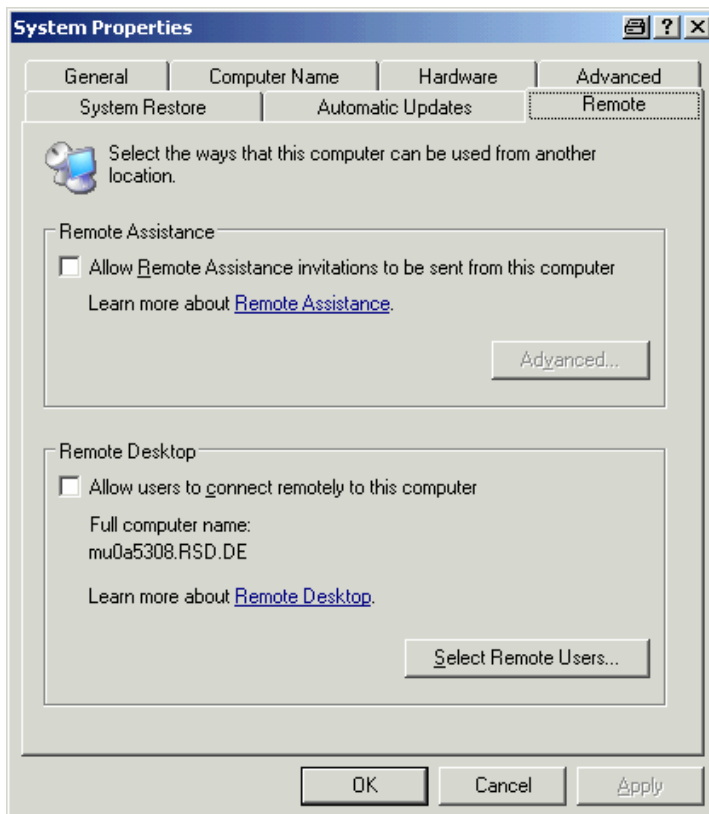 System Properties
General
Computer Name
Hardware
Advanced
System Restore
Automatic Updates
Remote
Select the ways that this computer can be used from another
location.
Remote Assistance
Allow Remote Assistance invitations to be sent from this computer
Learn more about Remote Assistance.
Advanced...
Remote Desktop
Allow users to connect remotely to this computer
Full computer name:
mu0a5308.RSD.DE
Learn more about Remote Desktop.
Select Remote Users...
OK
Cancel
Apply